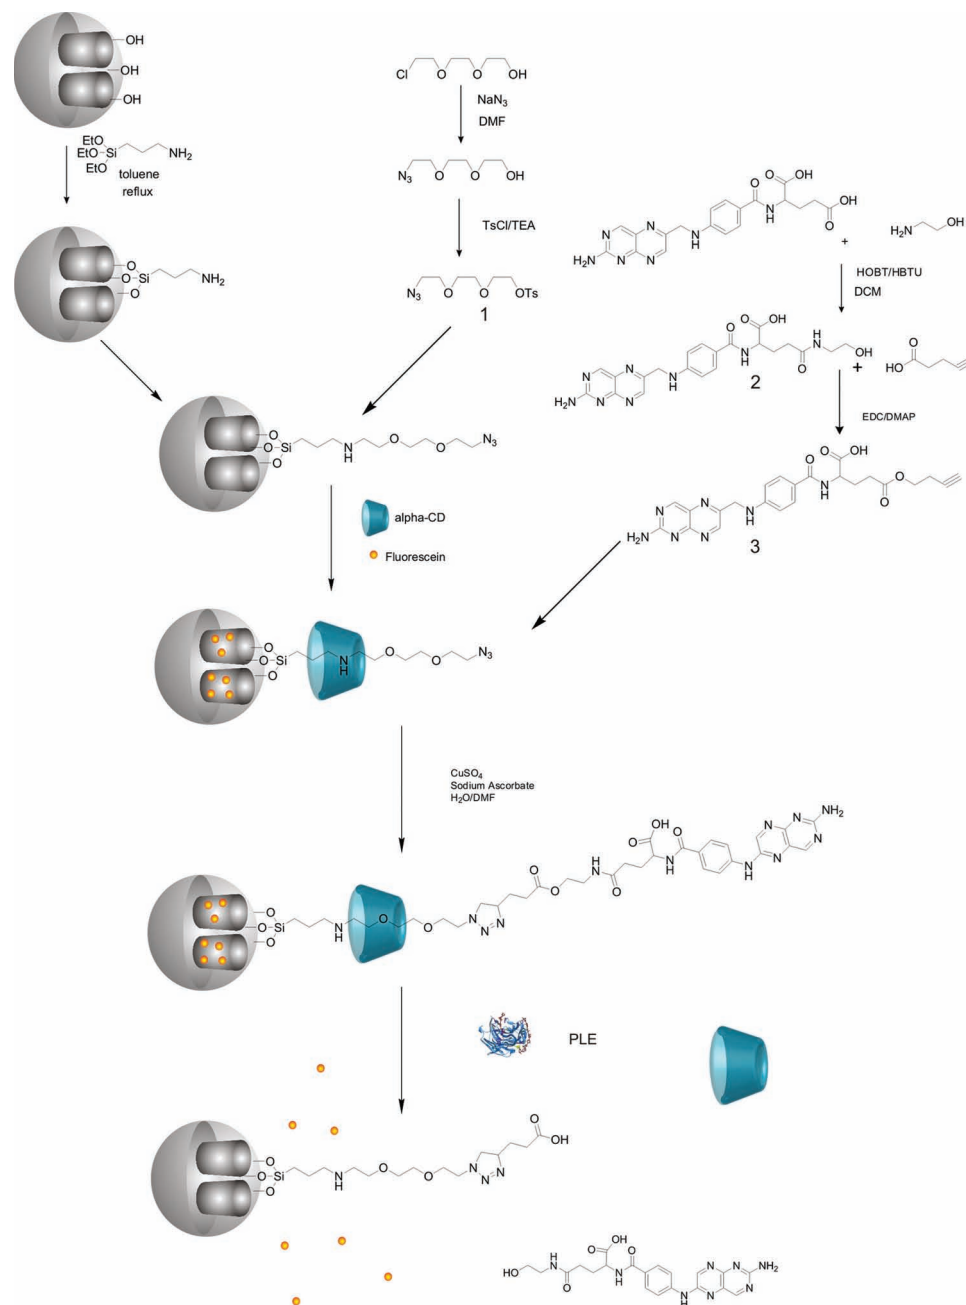 OH
OH
OH
EtO
EtO Si NH2
EtO
toluene
reflux
O
O Si NH2
O
Cl O O OH
NaN3
DMF
N3 O O OH
TsCl/TEA
N3 O O OTs
1
O OH
O O OH
N H
N N N H O
H2N N N
+ H2N OH
HOBT/HBTU
DCM
O OH
O O H N OH
N H
N N N H
H2N N N
2
+ O HO
EDC/DMAP
O OH
O O
N H O
N N N H
H2N N N
3
O
O Si N H O O N3
O
alpha-CD
Fluorescein
O
O Si N H O O N3
O
CuSO4
Sodium Ascorbate
H2O/DMF
O
O Si N H O O N N=N
O
O O H N O
O OH
N H O
N H N N N N NH2
PLE
O
O Si N H O O N N=N
O
O OH
HO H N O
O OH
N H O
N H N N N N NH2